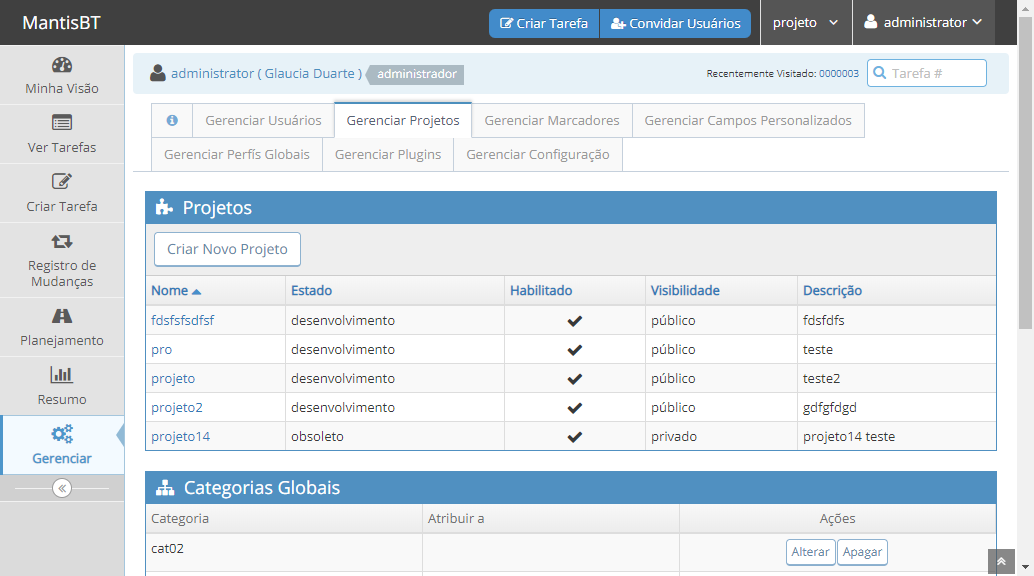 MantisBT
Criar Tarefa
Convidar Usuários
projeto
administrator
Minha Visão
Ver Tarefas
Criar Tarefa
Registro de
Mudanças
Planejamento
Resumo
Gerenciar
administrator ( Glaucia Duarte )
administrador
Recentemente Visitado: 0000003
Tarefa #
Gerenciar Usuários
Gerenciar Projetos
Gerenciar Marcadores
Gerenciar Campos Personalizados
Gerenciar Perfís Globais
Gerenciar Plugins
Gerenciar Configuração
Projetos
Criar Novo Projeto
Nome Estado Habilitado Visibilidade Descrição
fdsfsfsdfsf desenvolvimento público fdsfdfs
pro desenvolvimento público teste
projeto desenvolvimento público teste2
projeto2 desenvolvimento público gdfgfdgd
projeto14 obsoleto privado projeto14 teste
Categorias Globais
Categoria Atribuir a Ações
cat02 Alterar Apagar